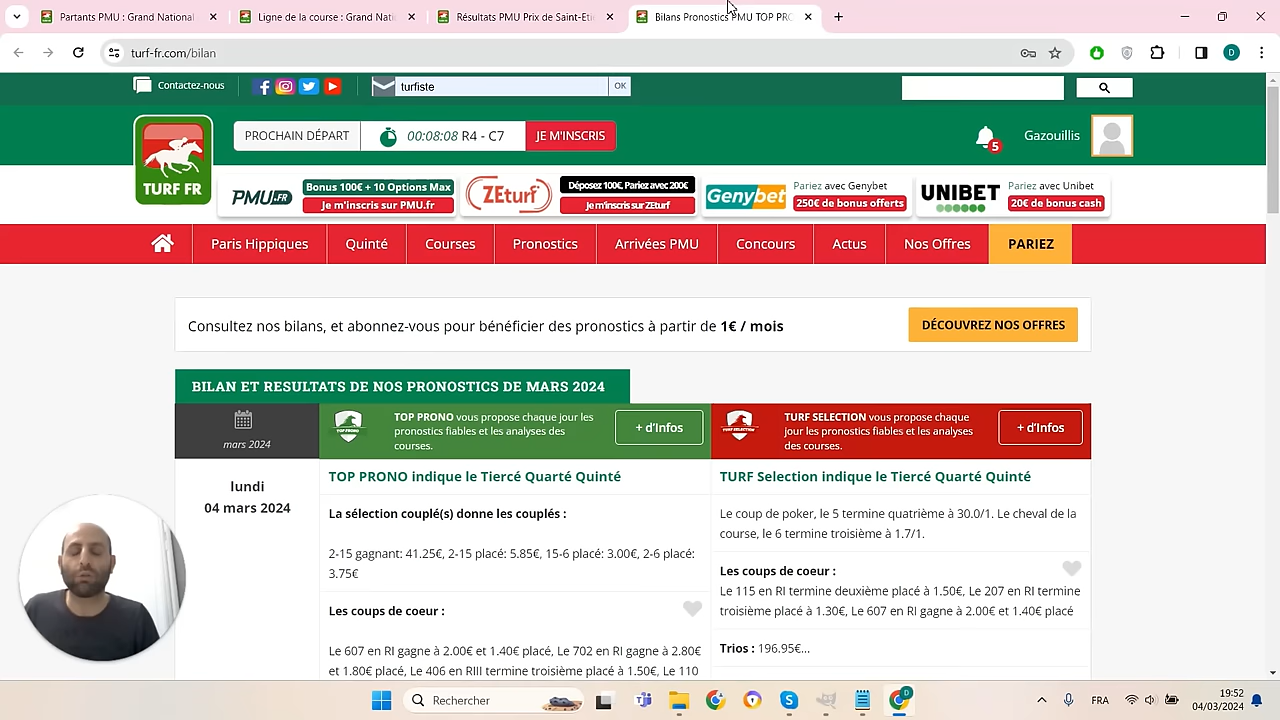 Partants PMU : Grand National
Ligne de la course : Quinté
Résultats PMU Prix de Saint-Eti
Bilans Pronostics PMU TOP PRO
turf-fr.com/bilan
D
Contactez-nous
turfiste
OK
TURF FR
PROCHAIN DÉPART
00:08:08 R4 - C7
JE M'INSCRIS
5
Gazouillis
PMU.FR
Bonus 100€ + 10 Options Max
Je m'inscris sur PMU.fr
ZEturf
Déposez 100€, Pariez avec 200€
Je m'inscris sur ZEturf
Genybet
Pariez avec Genybet
250€ de bonus offerts
UNIBET
Pariez avec Unibet
20€ de bonus cash
Paris Hippiques
Quinté
Courses
Pronostics
Arrivées PMU
Concours
Actus
Nos Offres
PARIEZ
Consultez nos bilans, et abonnez-vous pour bénéficier des pronostics à partir de 1€ / mois
DÉCOUVREZ NOS OFFRES
BILAN ET RESULTATS DE NOS PRONOSTICS DE MARS 2024
mars 2024
TOP PRONO
TOP PRONO vous propose chaque jour les
pronostics fiables et les analyses des
courses.
+ d'Infos
TURF SELECTION
TURF SELECTION vous propose chaque
jour les pronostics fiables et les analyses
des courses.
+ d'Infos
lundi
04 mars 2024
TOP PRONO indique le Tiercé Quarté Quinté
La sélection couplé(s) donne les couplés :
2-15 gagnant: 41.25€, 2-15 placé: 5.85€, 15-6 placé: 3.00€, 2-6 placé:
3.75€
Les coups de coeur :
Le 607 en RI gagne à 2.00€ et 1.40€ placé, Le 702 en RI gagne à 2.80€
et 1.80€ placé, Le 406 en RIII termine troisième placé à 1.50€, Le 110
TURF Selection indique le Tiercé Quarté Quinté
Le coup de poker, le 5 termine quatrième à 30.0/1. Le cheval de la
course, le 6 termine troisième à 1.7/1.
Les coups de coeur :
Le 115 en RI termine deuxième placé à 1.50€, Le 207 en RI termine
troisième placé à 1.30€, Le 607 en RI gagne à 2.00€ et 1.40€ placé
Trios : 196.95€...
Rechercher
FRA
19:52
04/03/2024